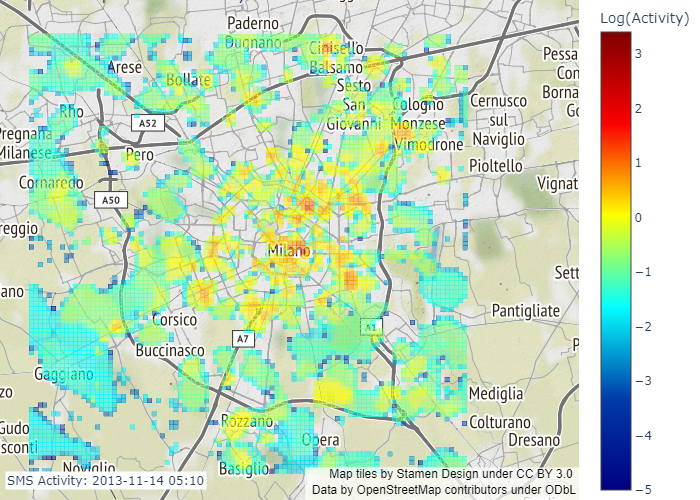 Log(Activity)
Paderno
Dugnano
Cinisello
Balsamo
Arese
Bollate
Sesto
San
Giovanni
Cologno
Monzese
Cernusco
sul
Naviglio
Pessa
Con
Borna
Go
Rho
A52
Pregnana
Milanese
Pero
Vimodrone
Pioltello
Cornaredo
A50
Vignat
reggio
Milano
Sett
ano
Corsico
A7
A1
Pantigliate
Buccinasco
P
Gaggiano
zo
Mediglia
Rozzano
Colturano
Opera
Dresano
Gudo
sconti
Noviglio
Basiglio
SMS Activity: 2013-11-14 05:10
Map tiles by Stamen Design under CC BY 3.0
Data by OpenStreetMap contributors under ODbL
3
2
1
0
−1
−2
−3
−4
−5